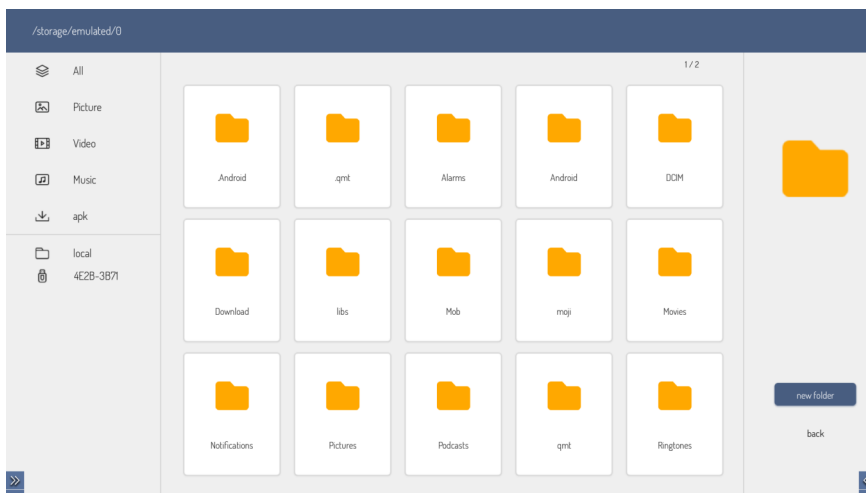 /storage/emulated/0
All
Picture
Video
Music
apk
local
4E2B-3B71
1 / 2
.Android
.qmt
Alarms
Android
DCIM
Download
libs
Mob
moji
Movies
Notifications
Pictures
Podcasts
qmt
Ringtones
new folder
back